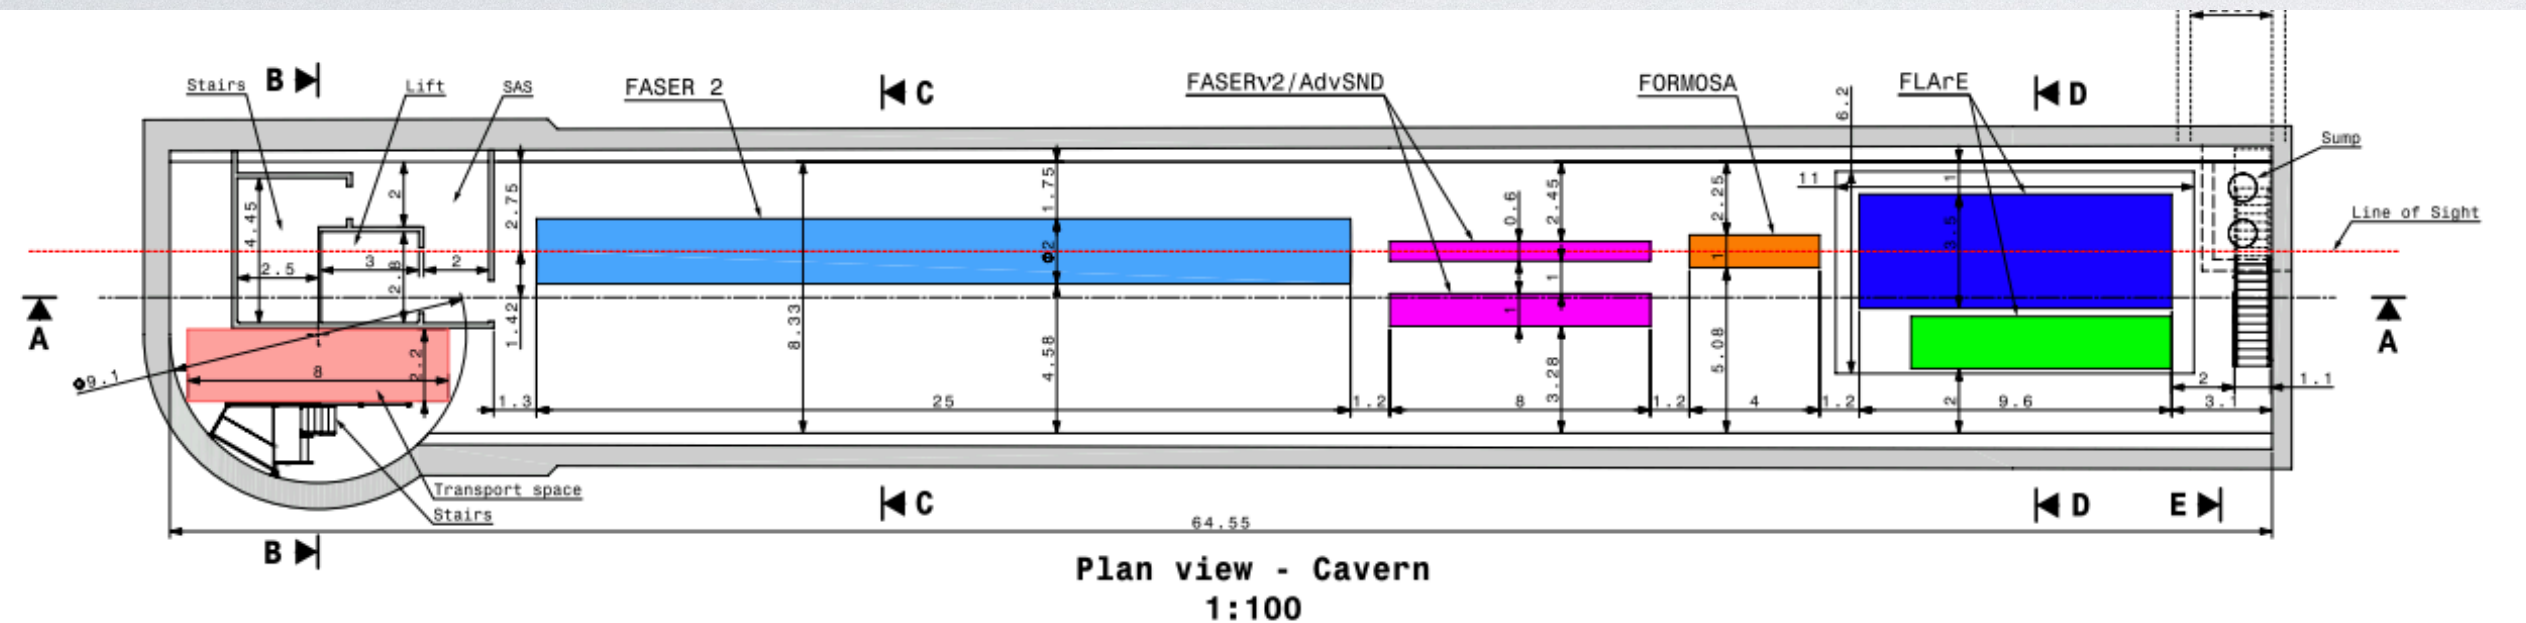 Stairs
B
Lift
SAS
FASER 2
C
FASERν2/AdvSND
FORMOSA
FLArE
D
6.2
Sump
11
Line of Sight
2
4.45
2.75
1.75
0.6
2.45
2.25
1
3.5
2.5
3
2.8
2
Φ2
1
1
1
A
A
1.42
8.33
4.58
3.28
5.08
Φ9.1
8
2.2
1.3
25
1.2
8
1.2
4
1.2
9.6
2
2
3.1
1.1
Transport space
Stairs
C
D
E
64.55
B
Plan view - Cavern
1:100